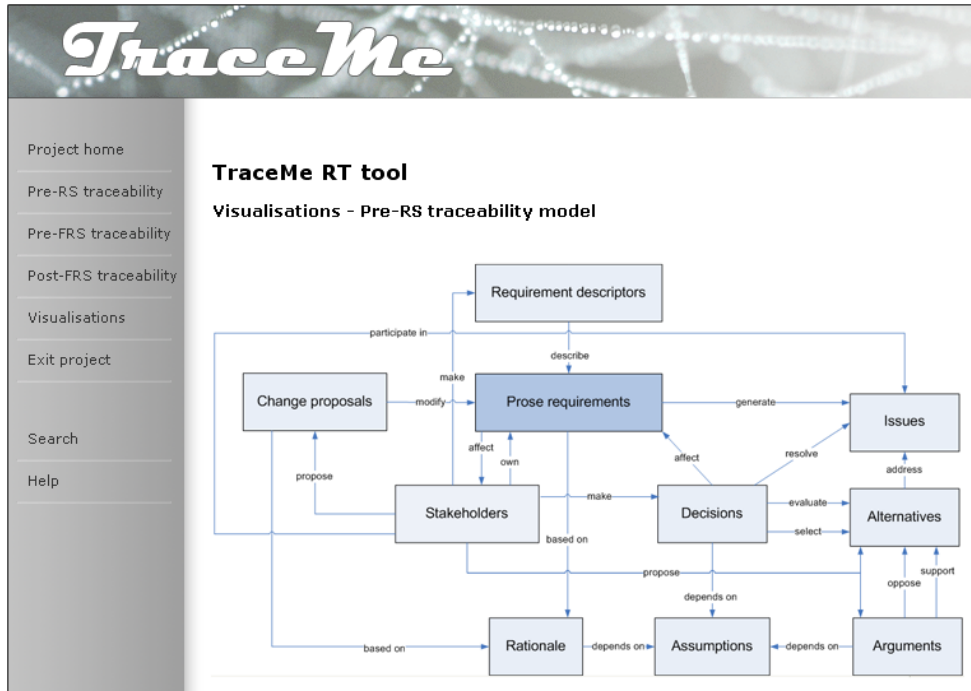 TraceMe
Project home
Pre-RS traceability
Pre-FRS traceability
Post-FRS traceability
Visualisations
Exit project
Search
Help
TraceMe RT tool
Visualisations - Pre-RS traceability model
Requirement descriptors
participate in
describe
make
Change proposals
modify
Prose requirements
generate
Issues
affect
own
affect
resolve
address
propose
Stakeholders
make
Decisions
evaluate
select
Alternatives
based on
propose
oppose
support
depends on
based on
Rationale
depends on
Assumptions
depends on
Arguments